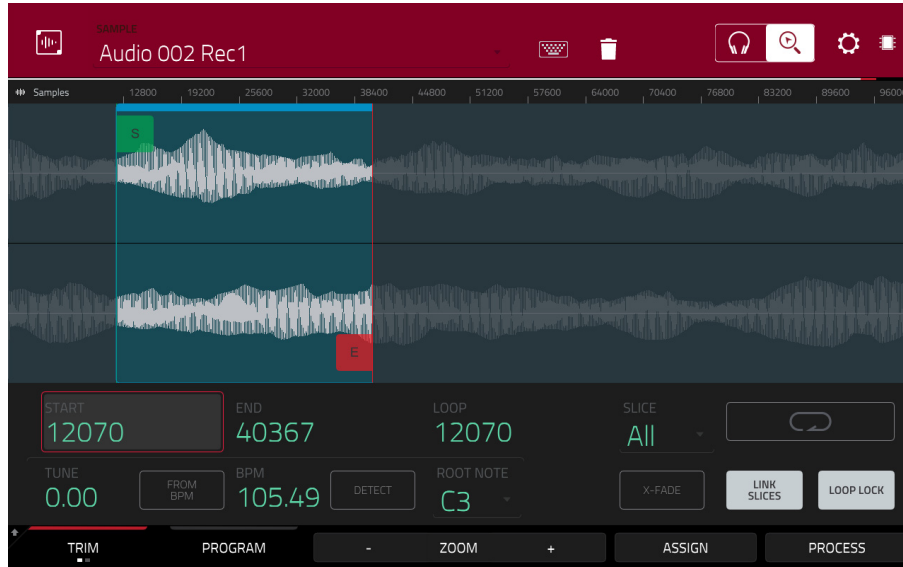 SAMPLE
Audio 002 Rec1
Samples 12800 19200 25600 32000 38400 44800 51200 57600 64000 70400 76800 83200 89600 96000
S
E
START END LOOP SLICE
12070 40367 12070 All
TUNE FROM BPM BPM DETECT ROOT NOTE X-FADE LINK SLICES LOOP LOCK
0.00 105.49 C3
TRIM PROGRAM - ZOOM + ASSIGN PROCESS